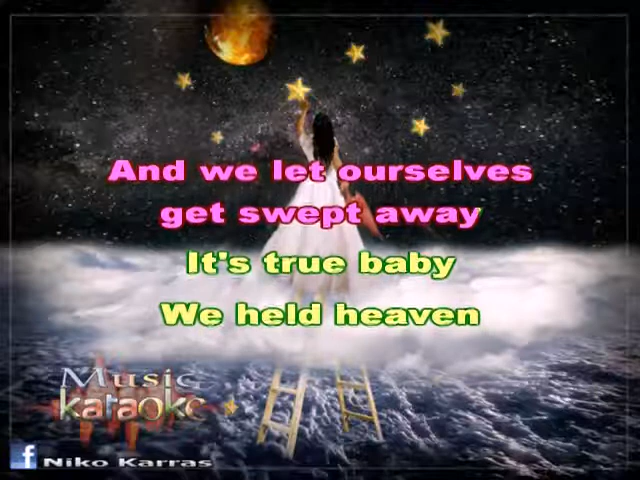 And we let ourselves
get swept away
It's true baby
We held heaven
Music
karaoke
f Niko Karras